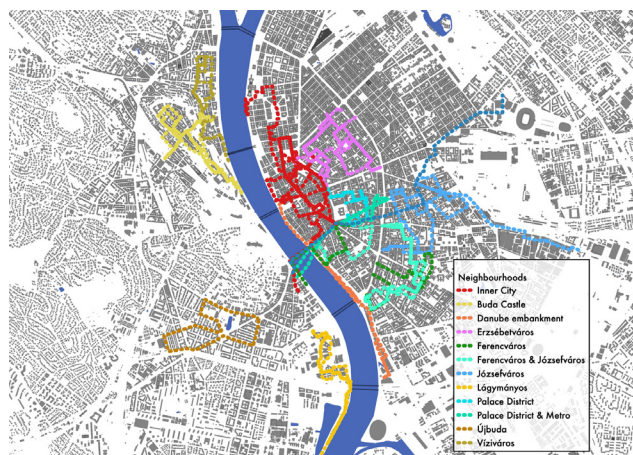 Neighbourhoods
Inner City
Buda Castle
Danube embankment
Erzsébetváros
Ferencváros
Ferencváros & Józsefváros
Józsefváros
Lágymányos
Palace District
Palace District & Metro
Újbuda
Víziváros